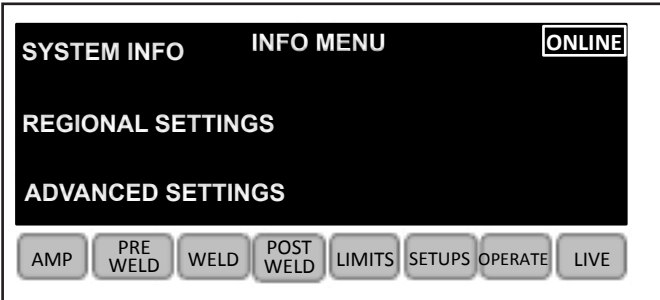 SYSTEM INFO INFO MENU ONLINE
REGIONAL SETTINGS
ADVANCED SETTINGS
AMP
PRE
WELD
WELD
POST
WELD
LIMITS
SETUPS
OPERATE
LIVE